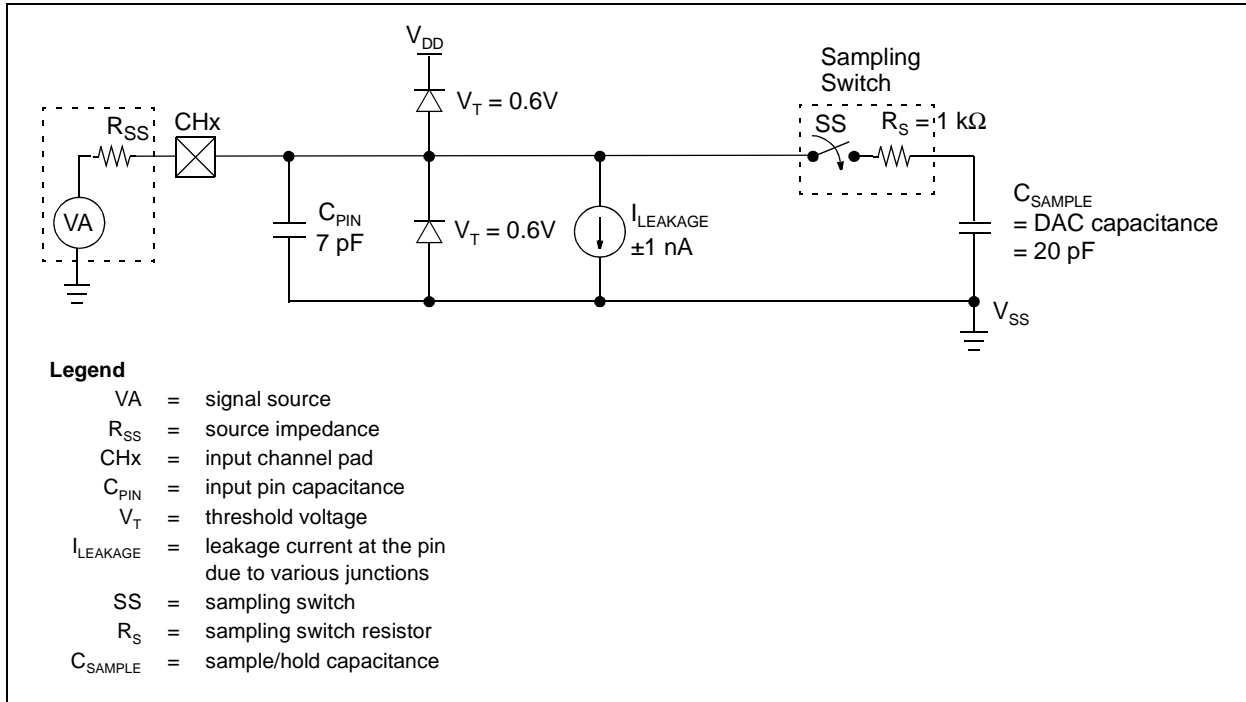 V_DD
Sampling
Switch
R_SS
CHx
V_T = 0.6V
SS
R_S = 1 kΩ
VA
C_PIN
7 pF
V_T = 0.6V
I_LEAKAGE
±1 nA
C_SAMPLE
= DAC capacitance
= 20 pF
V_SS
Legend
VA = signal source
R_SS = source impedance
CHx = input channel pad
C_PIN = input pin capacitance
V_T = threshold voltage
I_LEAKAGE = leakage current at the pin
due to various junctions
SS = sampling switch
R_S = sampling switch resistor
C_SAMPLE = sample/hold capacitance